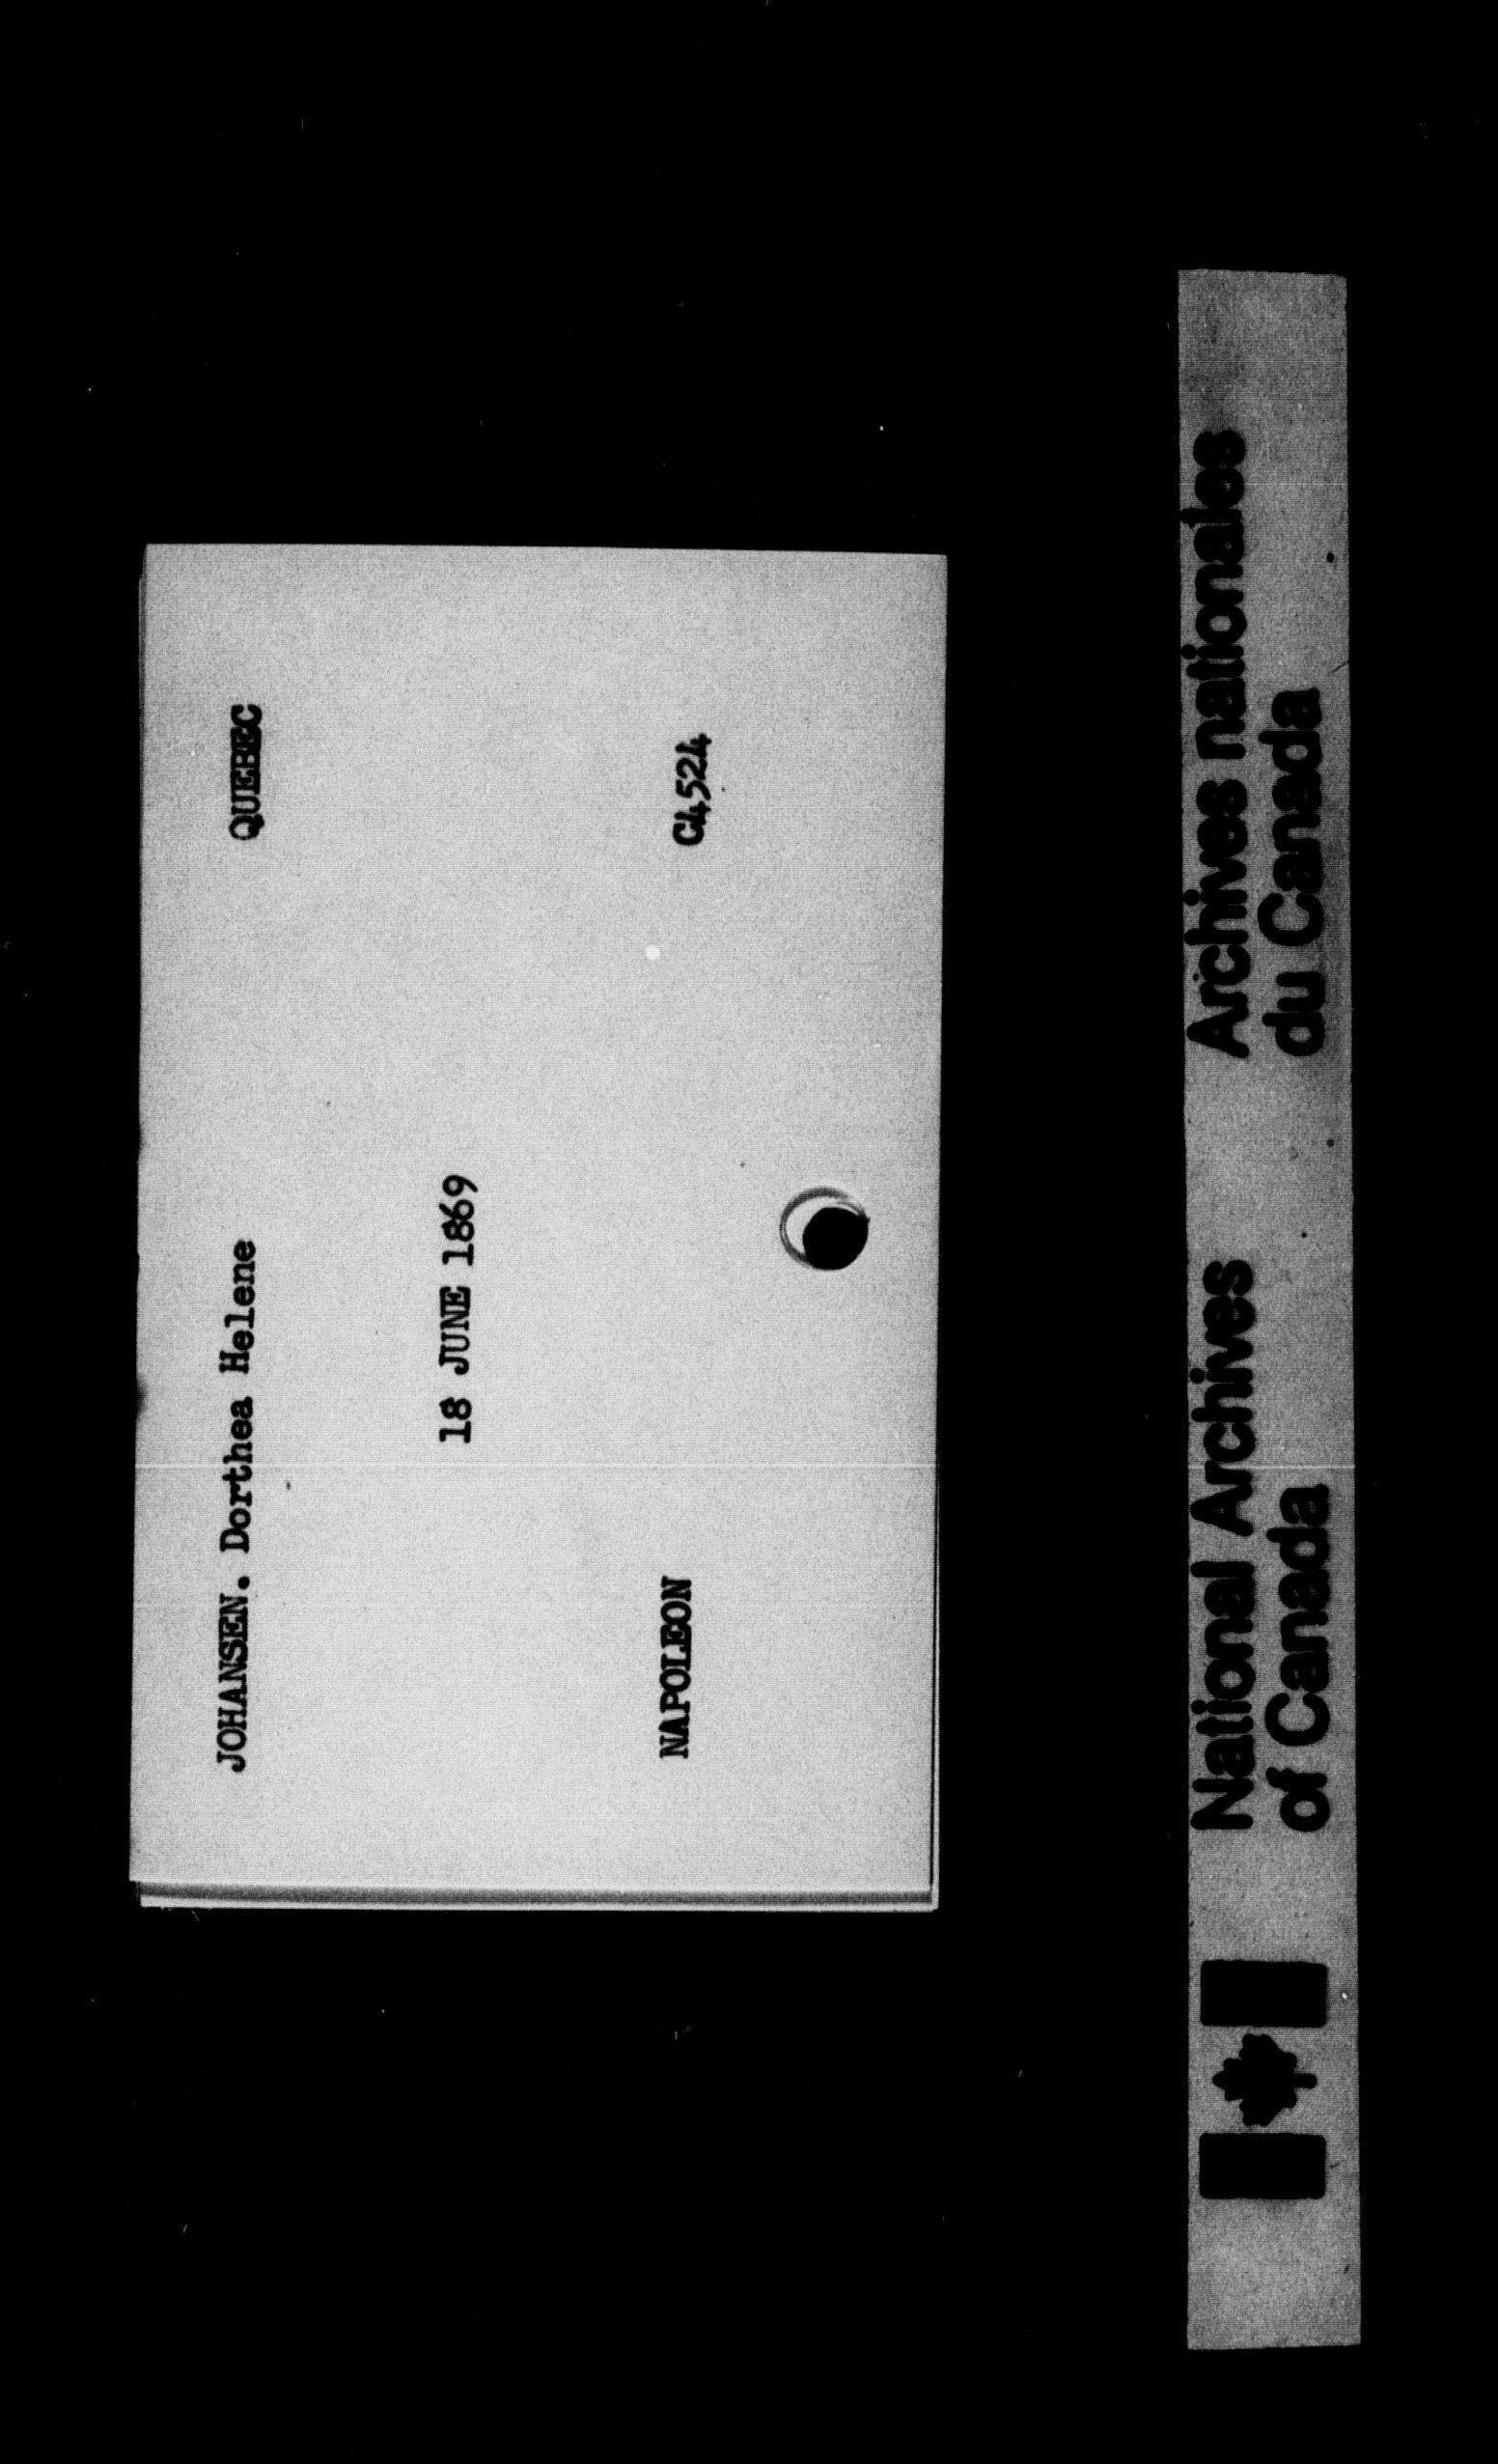 JOHANSEN. Dorthea Helene QUEBEC
18 JUNE 1869
NAPOLEON C4524
National Archives
of Canada
Archives nationales
du Canada